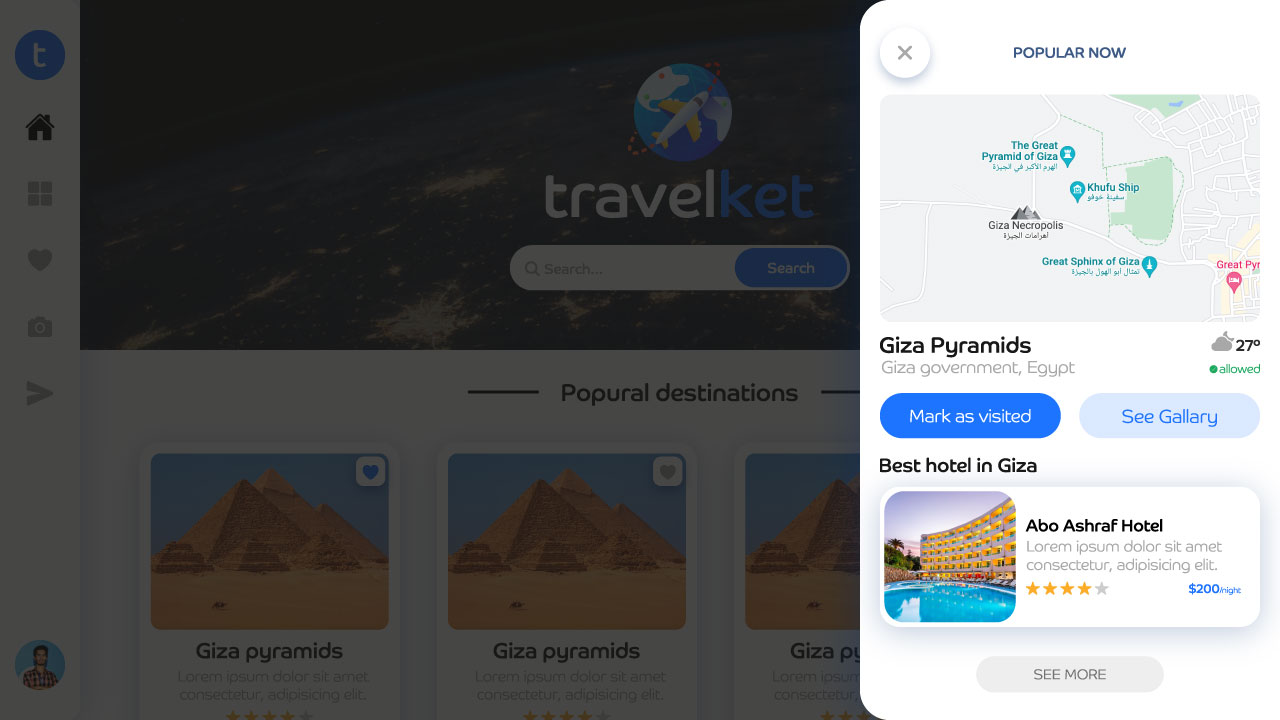 t
travelket
Search...
Search
Popural destinations
Giza pyramids
Lorem ipsum dolor sit amet
consectetur, adipisicing elit.
Giza pyramids
Lorem ipsum dolor sit amet
consectetur, adipisicing elit.
Giza py
Lorem ipsum
consectetur,
POPULAR NOW
The Great
Pyramid of Giza
الهرم الأكبر في الجيزة
Khufu Ship
سفينة خوفو
Giza Necropolis
أهرامات الجيزة
Great Sphinx of Giza
تمثال أبو الهول بالجيزة
Great Pyr
Giza Pyramids
27º
Giza government, Egypt
allowed
Mark as visited
See Gallary
Best hotel in Giza
Abo Ashraf Hotel
Lorem ipsum dolor sit amet
consectetur, adipisicing elit.
$200/night
SEE MORE